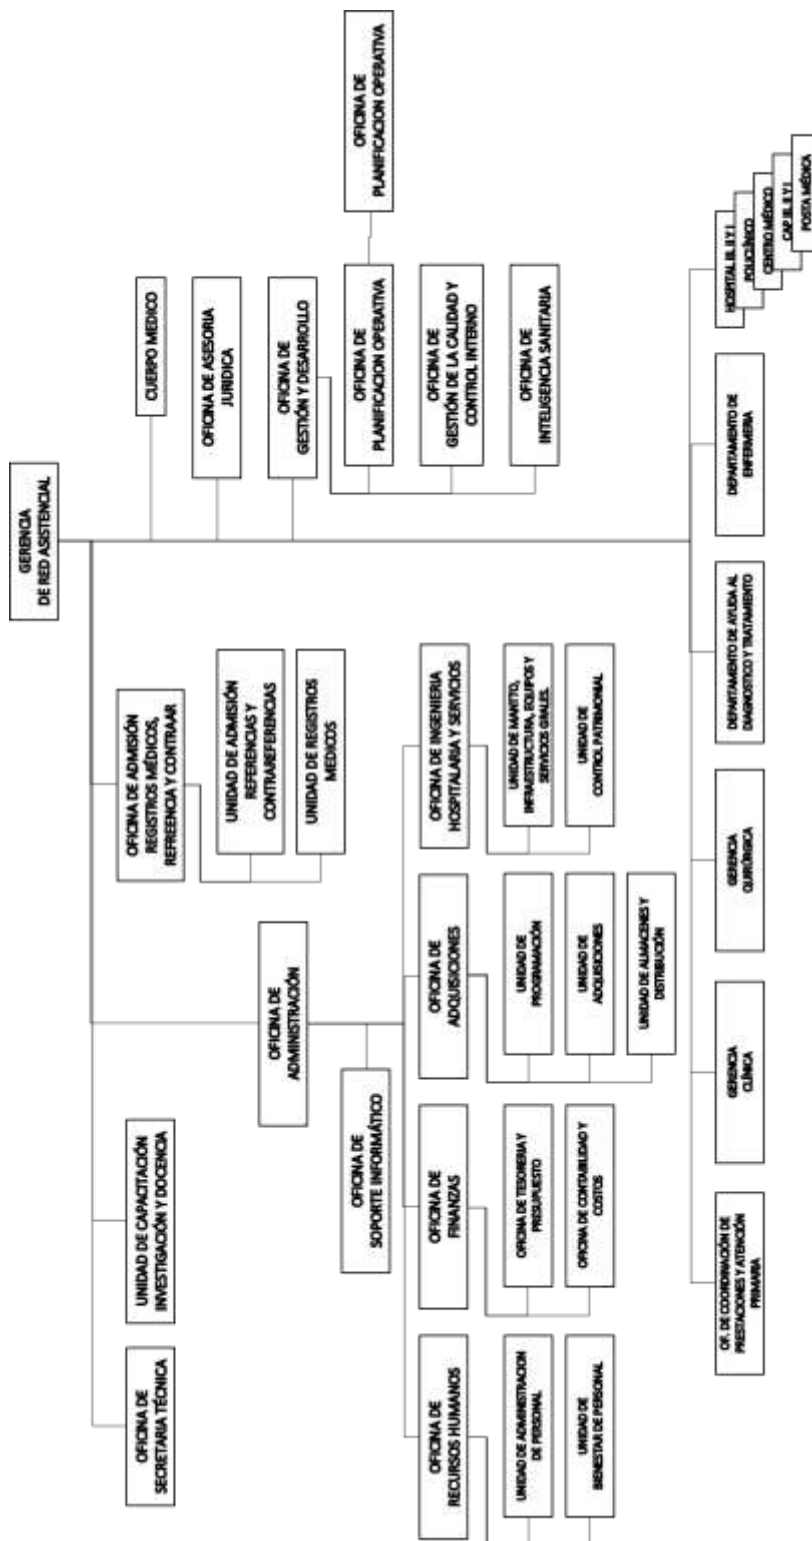 GERENCIA
DE RED ASISTENCIAL
CUERPO MEDICO
OFICINA DE ASESORIA
JURIDICA
OFICINA DE
GESTIÓN Y DESARROLLO
OFICINA DE
PLANIFICACION OPERATIVA
OFICINA DE
PLANIFICACION OPERATIVA
OFICINA DE
GESTIÓN DE LA CALIDAD Y
CONTROL INTERNO
OFICINA DE
INTELIGENCIA SANITARIA
OFICINA DE
SECRETARIA TÉCNICA
UNIDAD DE CAPACITACIÓN
INVESTIGACIÓN Y DOCENCIA
OFICINA DE ADMISIÓN
REGISTROS MÉDICOS,
REFREENCIA Y CONTRAAR
UNIDAD DE ADMISIÓN
REFERENCIAS Y
CONTRAREFERENCIAS
UNIDAD DE REGISTROS
MEDICOS
OFICINA DE
ADMINISTRACIÓN
OFICINA DE
SOPORTE INFORMÁTICO
OFICINA DE
RECURSOS HUMANOS
UNIDAD DE ADMINISTRACION
DE PERSONAL
UNIDAD DE
BIENESTAR DE PERSONAL
OFICINA DE
FINANZAS
OFICINA DE TESORERIA Y
PRESUPUESTO
OFICINA DE CONTABILIDAD Y
COSTOS
OFICINA DE
ADQUISICIONES
UNIDAD DE
PROGRAMACIÓN
UNIDAD DE
ADQUISICIONES
UNIDAD DE ALMACENES Y
DISTRIBUCIÓN
OFICINA DE INGENIERIA
HOSPITALARIA Y SERVICIOS
UNIDAD DE MANTTO,
INFRAESTRUCTURA, EQUIPOS Y
SERVICIOS GRALES.
UNIDAD DE
CONTROL PATRIMONIAL
OF. DE COORDINACIÓN DE
PRESTACIONES Y ATENCIÓN
PRIMARIA
GERENCIA
CLÍNICA
GERENCIA
QUIRÚRGICA
DEPARTAMENTO DE AYUDA AL
DIAGNOSTICO Y TRATAMIENTO
DEPARTAMENTO DE
ENFERMERIA
HOSPITAL III, II Y I
POLICLÍNICO
CENTRO MÉDICO
CAP III, II Y I
POSTA MÉDICA